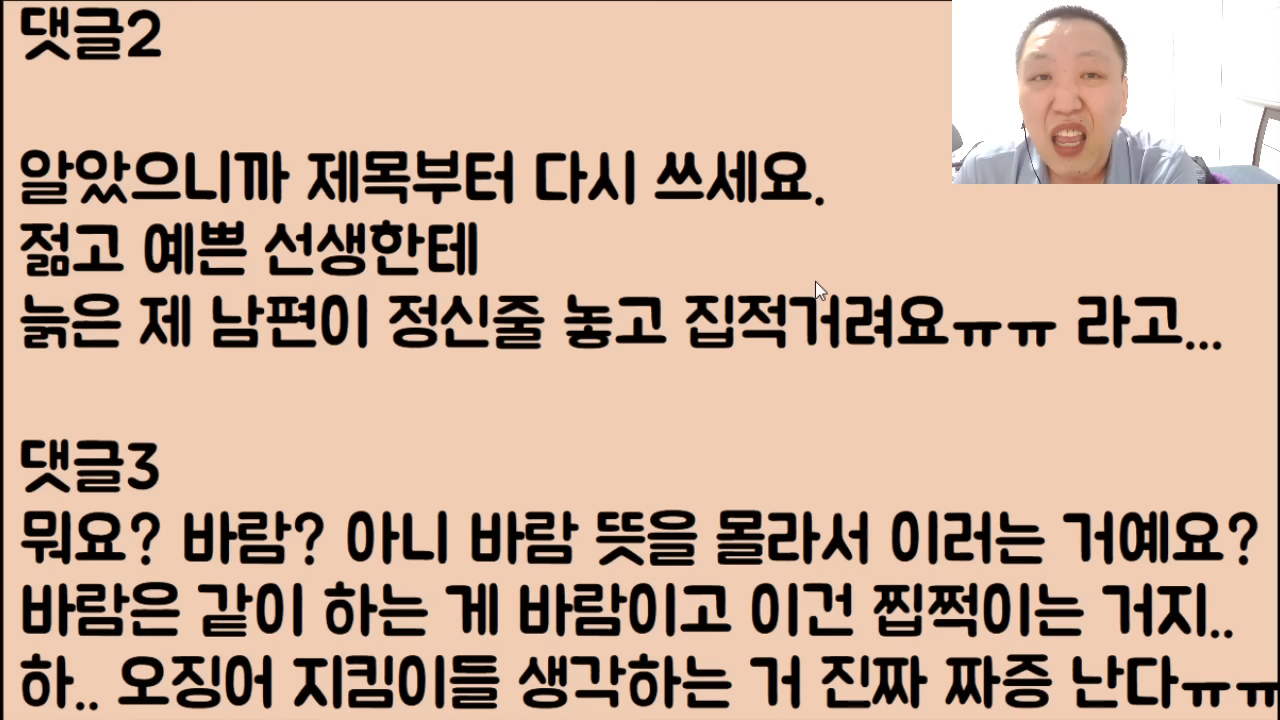 댓글2
알았으니까 제목부터 다시 쓰세요.
젊고 예쁜 선생한테
늙은 제 남편이 정신줄 놓고 집적거려요ㅠㅠ 라고...
댓글3
뭐요? 바람? 아니 바람 뜻을 몰라서 이러는 거예요?
바람은 같이 하는 게 바람이고 이건 찝쩍이는 거지..
하.. 오징어 지킴이들 생각하는 거 진짜 짜증 난다ㅠㅠ